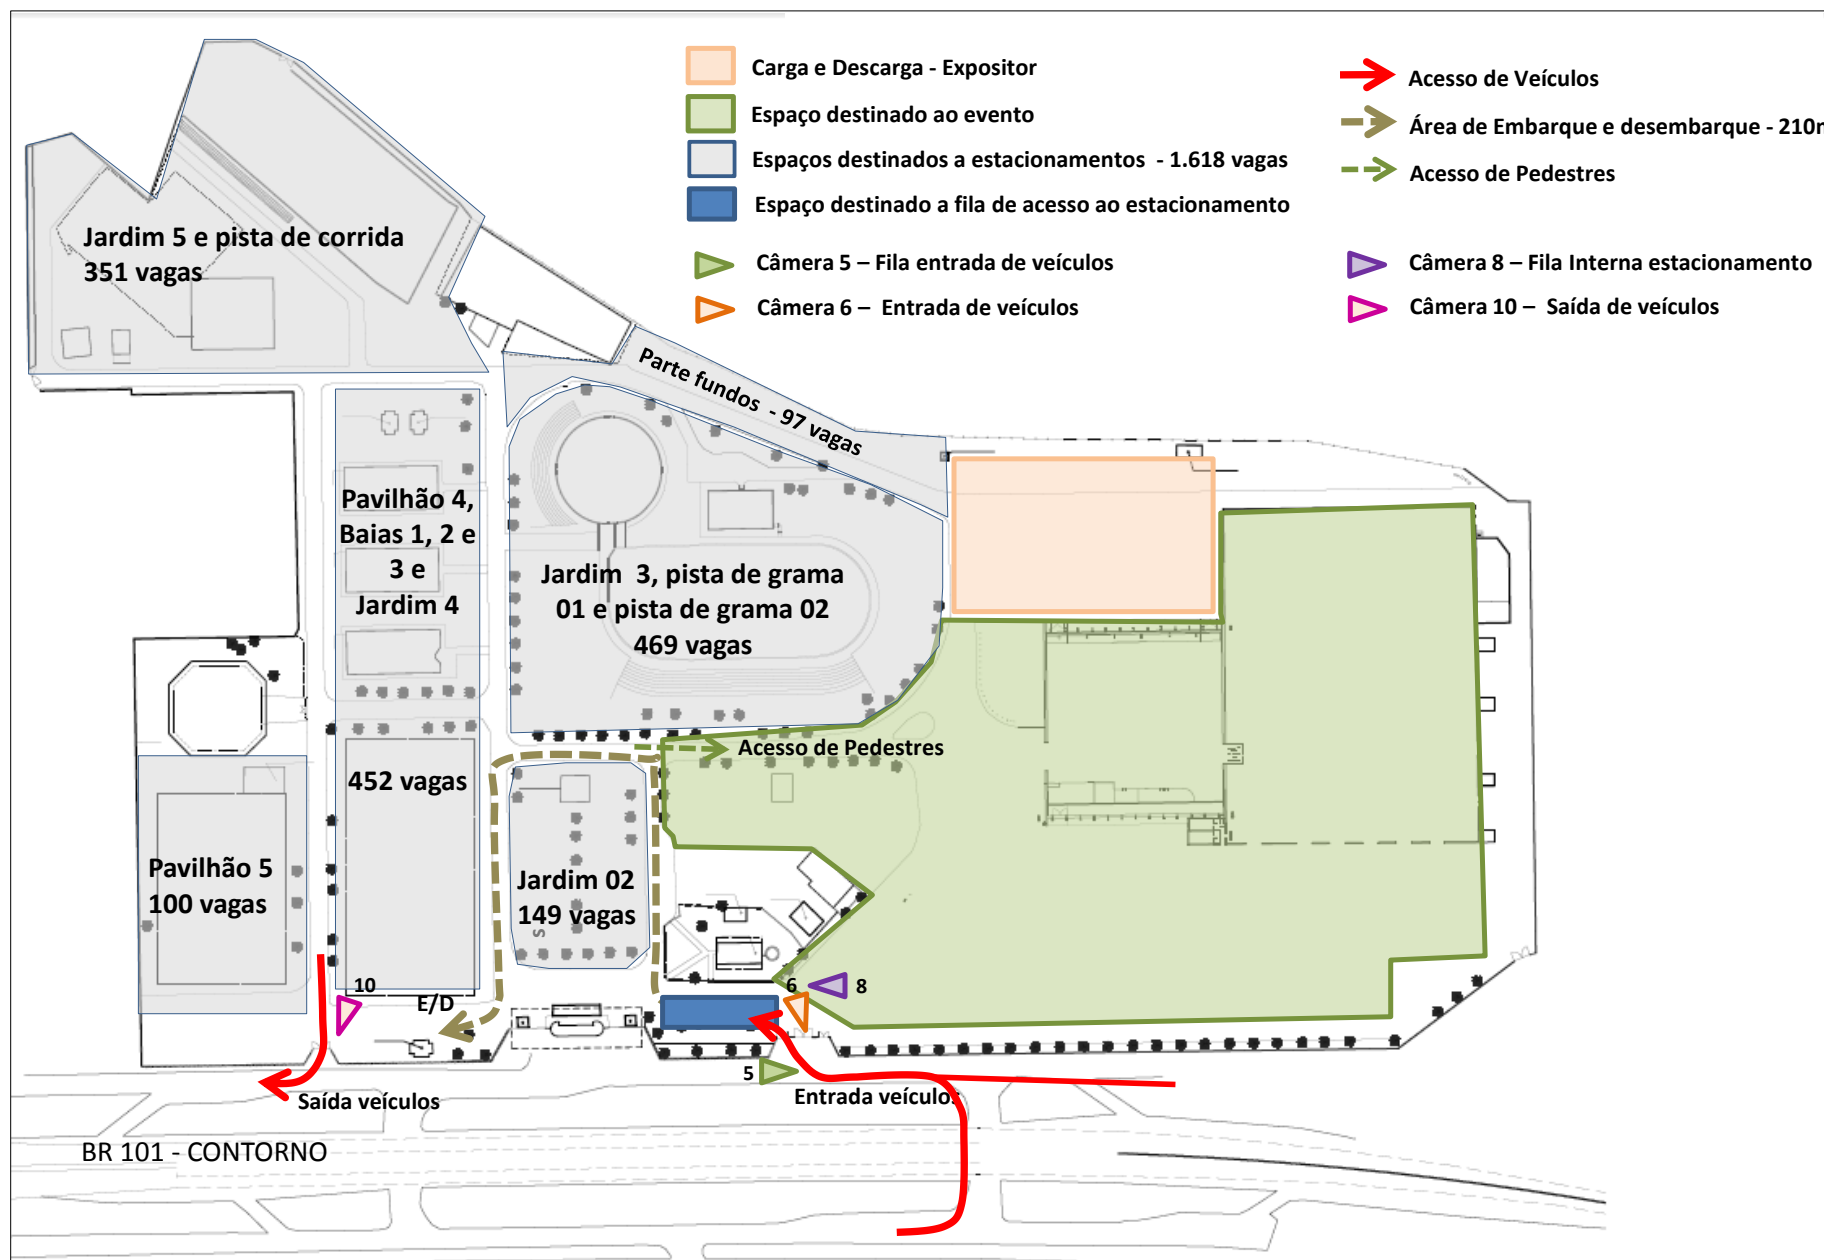 Carga e Descarga - Expositor
Espaço destinado ao evento
Espaços destinados a estacionamentos - 1.618 vagas
Espaço destinado a fila de acesso ao estacionamento
Câmera 5 – Fila entrada de veículos
Câmera 6 – Entrada de veículos
Acesso de Veículos
Área de Embarque e desembarque - 210m
Acesso de Pedestres
Câmera 8 – Fila Interna estacionamento
Câmera 10 – Saída de veículos
Jardim 5 e pista de corrida
351 vagas
Parte fundos - 97 vagas
Pavilhão 4,
Baias 1, 2 e
3 e
Jardim 4
Jardim 3, pista de grama
01 e pista de grama 02
469 vagas
Acesso de Pedestres
452 vagas
Pavilhão 5
100 vagas
Jardim 02
149 vagas
S
10
E/D
6
8
5
Saída veículos
Entrada veículos
BR 101 - CONTORNO